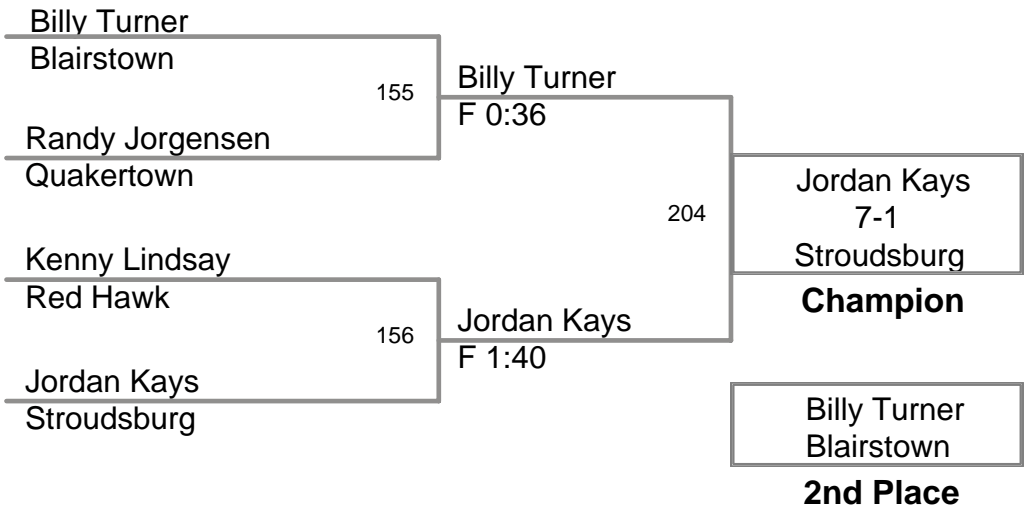 Billy Turner
Blairstown
155
Randy Jorgensen
Quakertown
Billy Turner
F 0:36
Kenny Lindsay
Red Hawk
156
Jordan Kays
Stroudsburg
Jordan Kays
F 1:40
204
Jordan Kays
7-1
Stroudsburg
Champion
Billy Turner
Blairstown
2nd Place